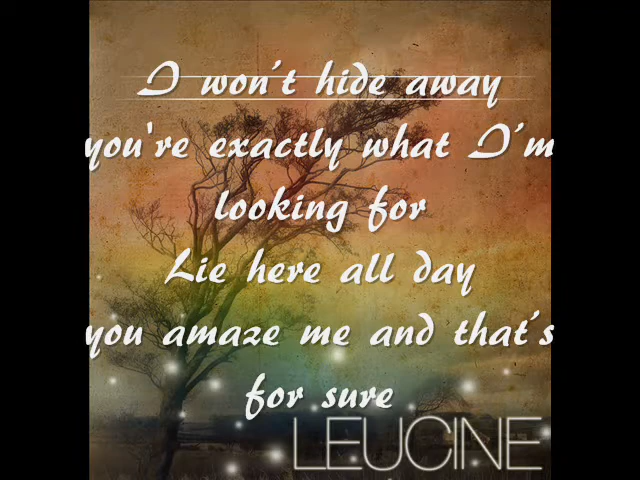 I won't hide away
you're exactly what I'm
looking for
Lie here all day
you amaze me and that's
for sure
LEUCINE